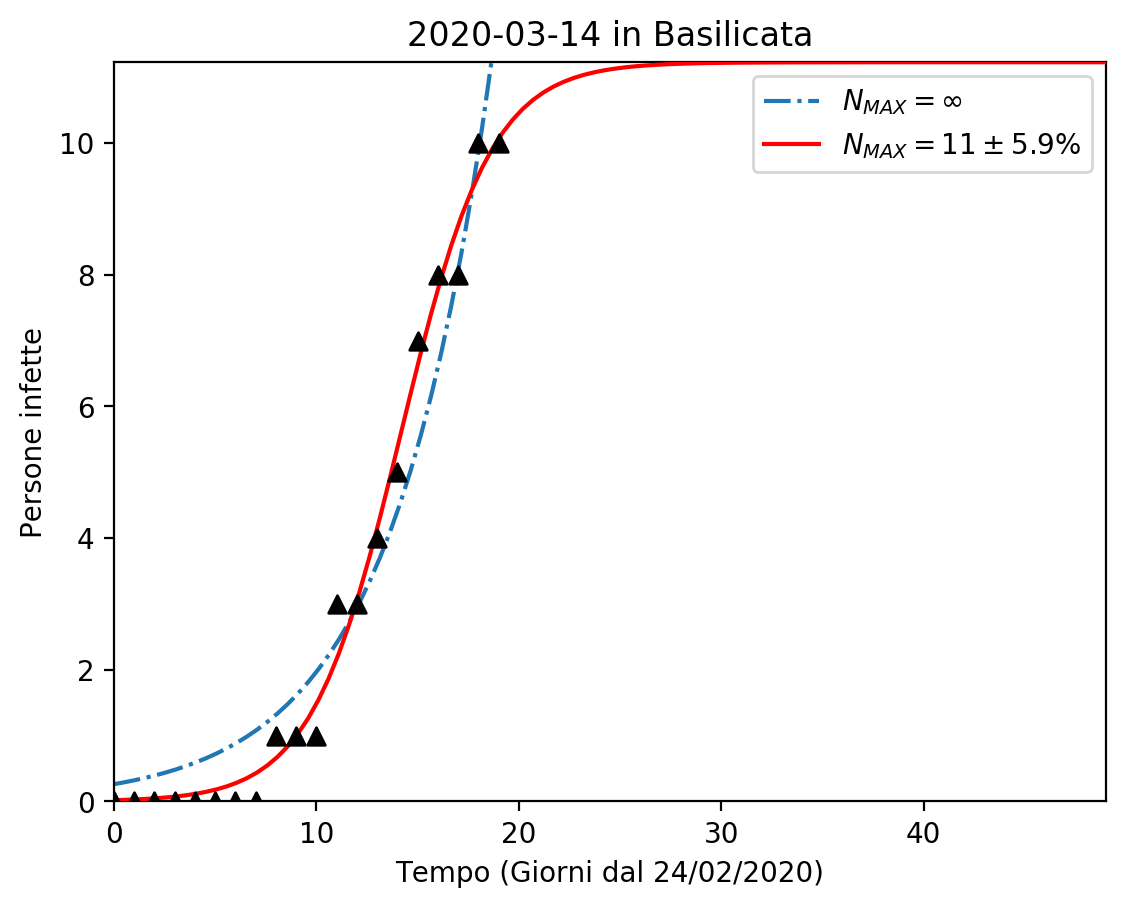 2020-03-14 in Basilicata
N_MAX = ∞
N_MAX = 11 ± 5.9%
Persone infette
10
8
6
4
2
0
0 10 20 30 40
Tempo (Giorni dal 24/02/2020)